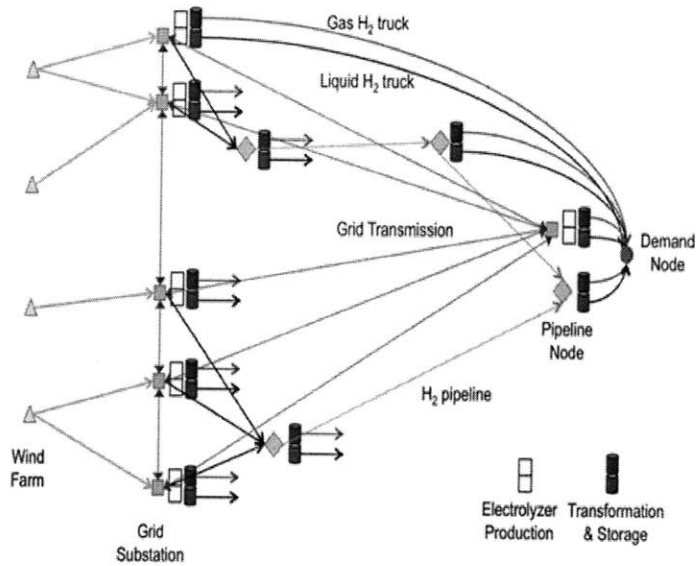 Gas H₂ truck
Liquid H₂ truck
Grid Transmission
Demand
Node
Pipeline
Node
H₂ pipeline
Wind
Farm
Grid
Substation
Electrolyzer
Production
Transformation
& Storage